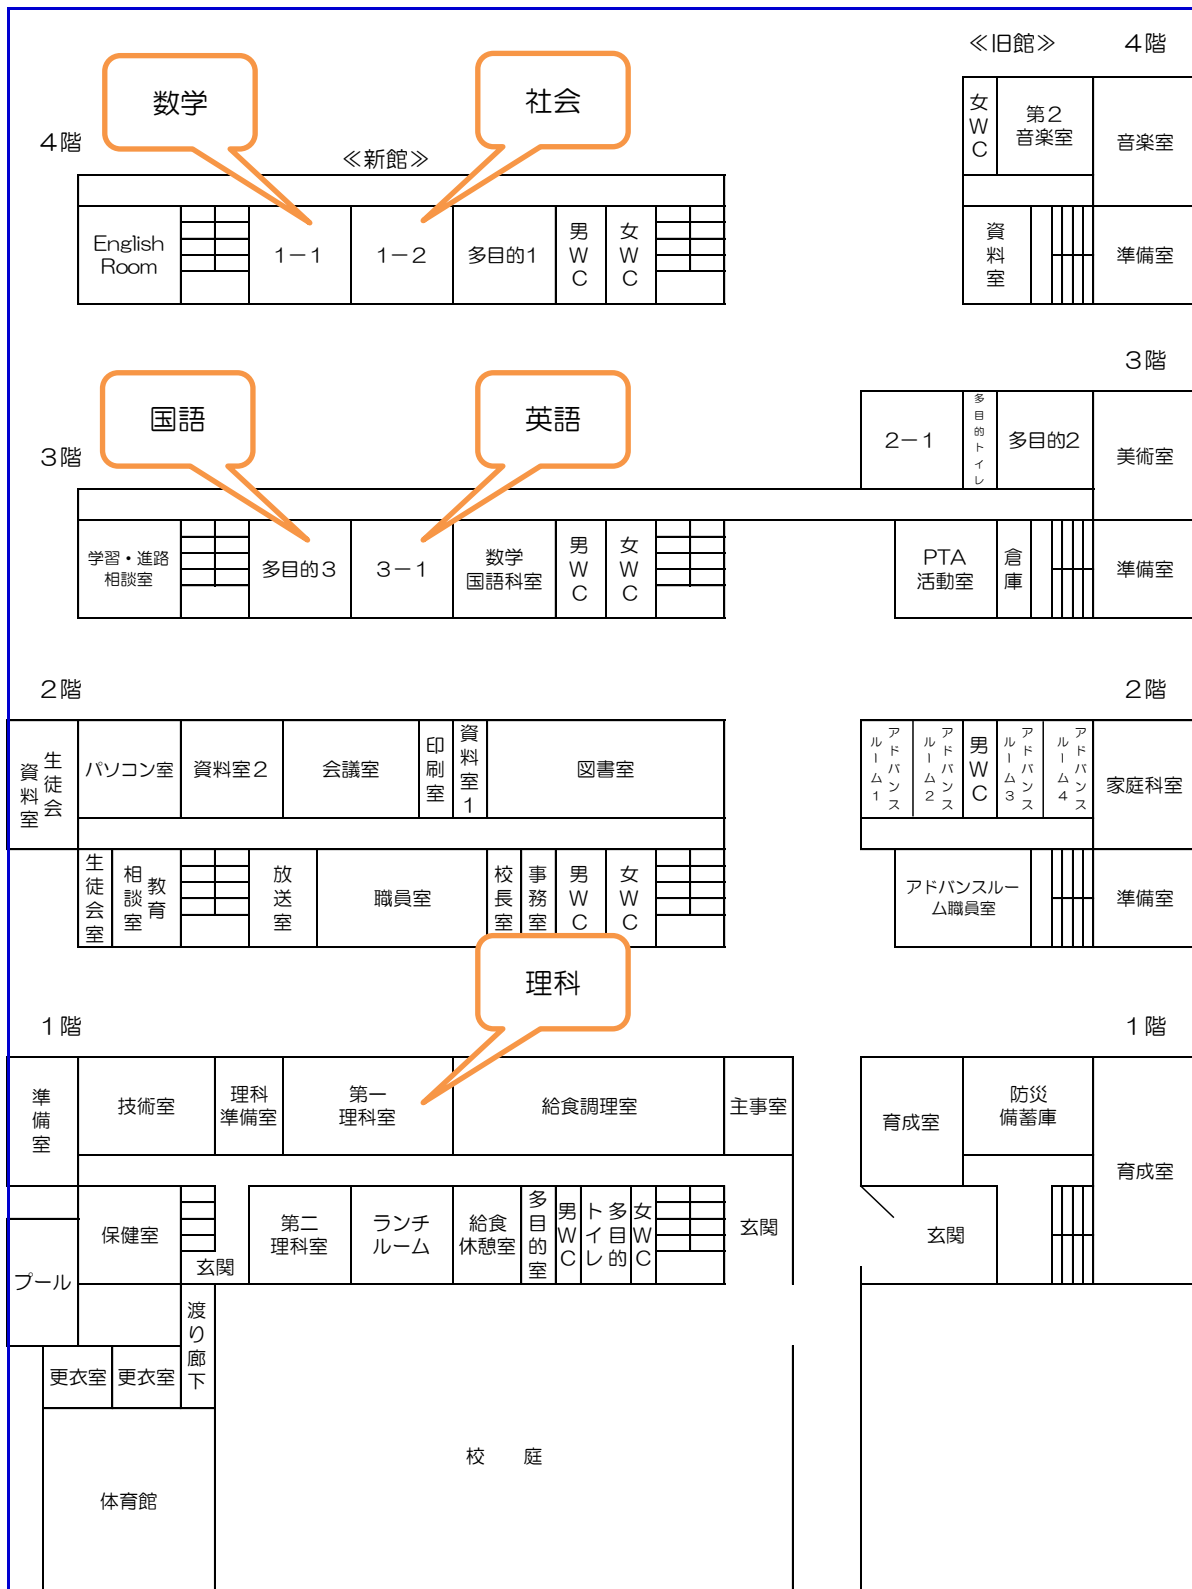 ≪旧館≫ 4階
数学
社会
4階
≪新館≫
女WC
第2
音楽室
音楽室
English
Room
1－1
1－2
多目的1
男WC
女WC
資料室
準備室
3階
国語
英語
3階
2－1
多目的トイレ
多目的2
美術室
学習・進路
相談室
多目的3
3－1
数学
国語科室
男WC
女WC
PTA
活動室
倉庫
準備室
2階
2階
生徒会
資料室
パソコン室
資料室2
会議室
印刷室
資料室1
図書室
アドバンス
ルーム1
アドバンス
ルーム2
男WC
アドバンス
ルーム3
アドバンス
ルーム4
家庭科室
生徒会室
教育
相談室
放送室
職員室
校長室
事務室
男WC
女WC
アドバンスルー
ム職員室
準備室
理科
1階
1階
準備室
技術室
理科
準備室
第一
理科室
給食調理室
主事室
育成室
防災
備蓄庫
育成室
保健室
玄関
第二
理科室
ランチ
ルーム
給食
休憩室
多目的室
男WC
多目的
トイレ
女WC
玄関
玄関
プール
渡り廊下
更衣室
更衣室
校 庭
体育館